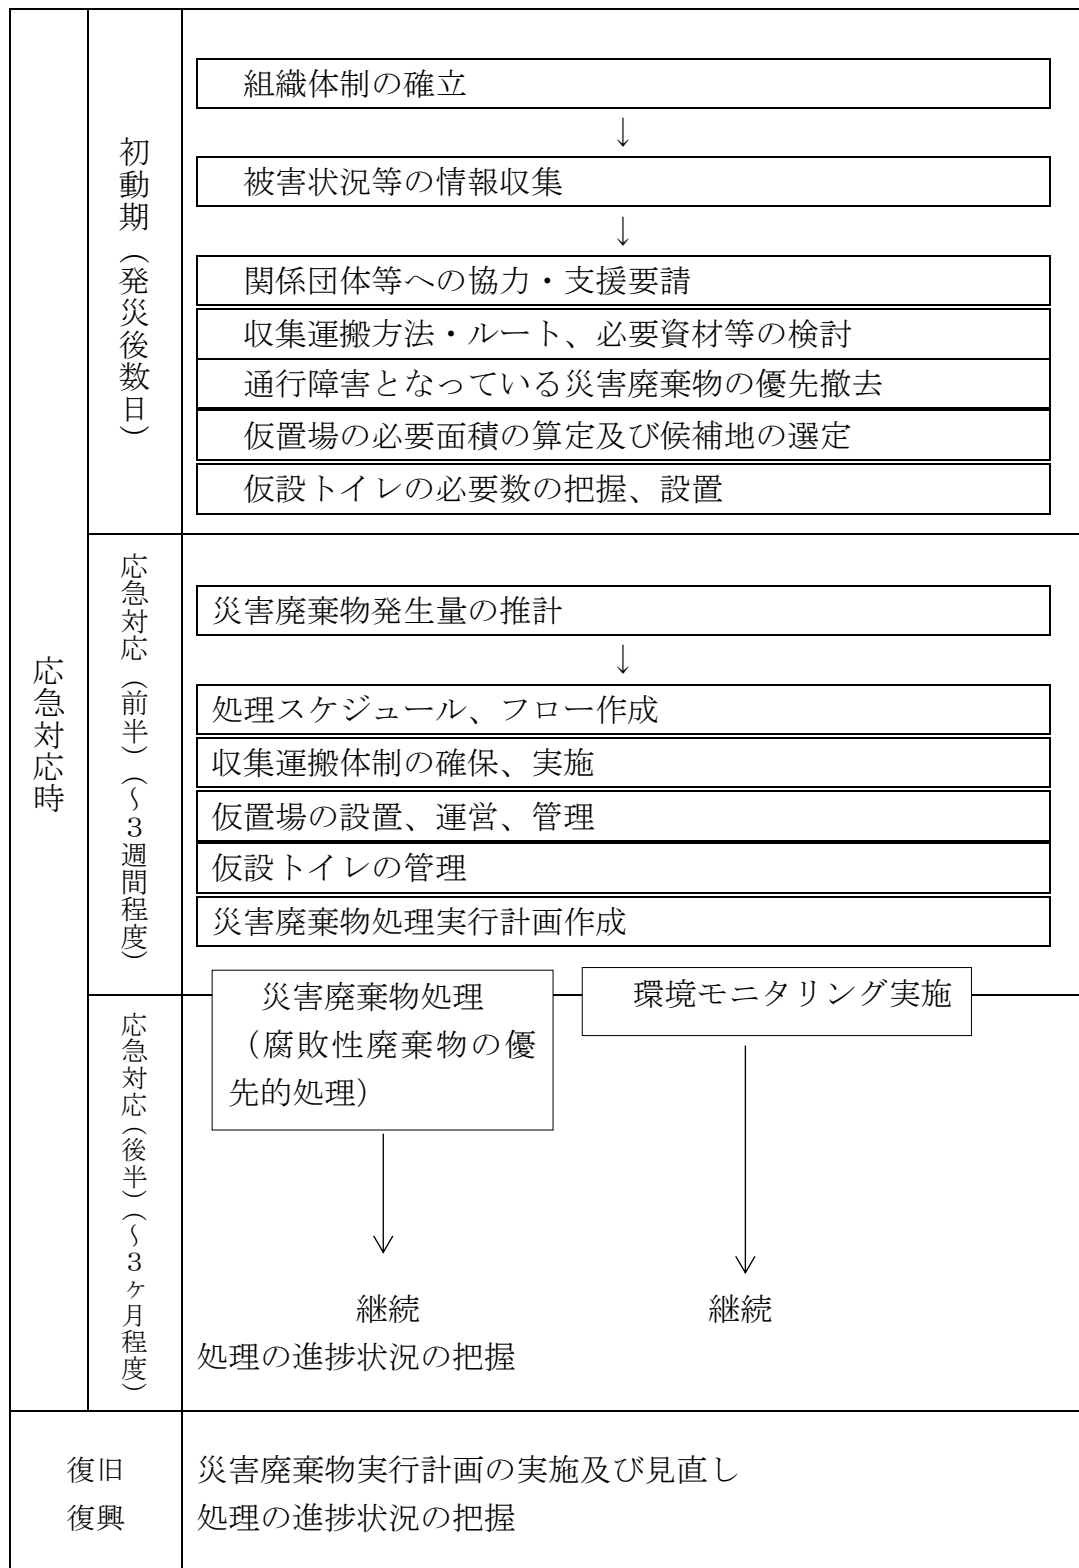 応急対応時
初動期（発災後数日）
組織体制の確立
↓
被害状況等の情報収集
↓
関係団体等への協力・支援要請
収集運搬方法・ルート、必要資材等の検討
通行障害となっている災害廃棄物の優先撤去
仮置場の必要面積の算定及び候補地の選定
仮設トイレの必要数の把握、設置
応急対応（前半）（～３週間程度）
災害廃棄物発生量の推計
↓
処理スケジュール、フロー作成
収集運搬体制の確保、実施
仮置場の設置、運営、管理
仮設トイレの管理
災害廃棄物処理実行計画作成
応急対応（後半）（～３ヶ月程度）
災害廃棄物処理
（腐敗性廃棄物の優
先的処理）
環境モニタリング実施
継続
継続
処理の進捗状況の把握
復旧
復興
災害廃棄物実行計画の実施及び見直し
処理の進捗状況の把握